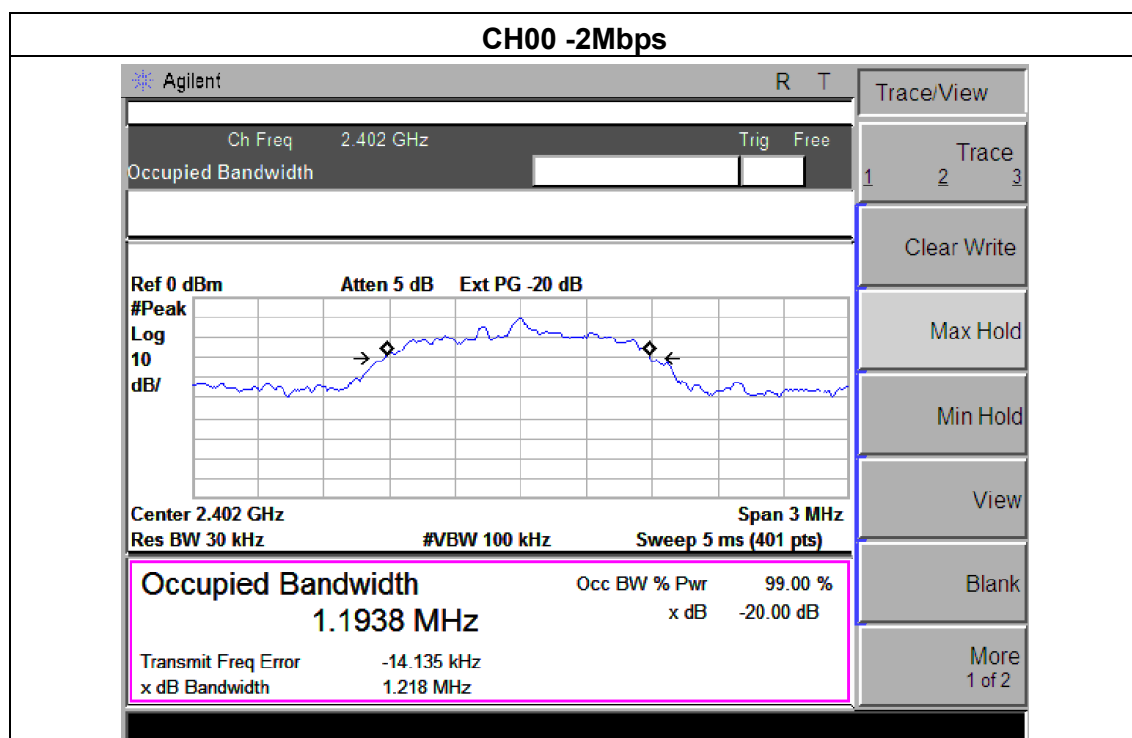 CH00 -2Mbps
Agilent R T
Trace/View
Ch Freq 2.402 GHz Trig Free
Occupied Bandwidth
Trace
1 2 3
Clear Write
Ref 0 dBm Atten 5 dB Ext PG -20 dB
#Peak
Log
10
dB/
Max Hold
Min Hold
View
Center 2.402 GHz Span 3 MHz
Res BW 30 kHz #VBW 100 kHz Sweep 5 ms (401 pts)
Occupied Bandwidth Occ BW % Pwr 99.00 %
1.1938 MHz x dB -20.00 dB
Blank
Transmit Freq Error -14.135 kHz
x dB Bandwidth 1.218 MHz
More
1 of 2